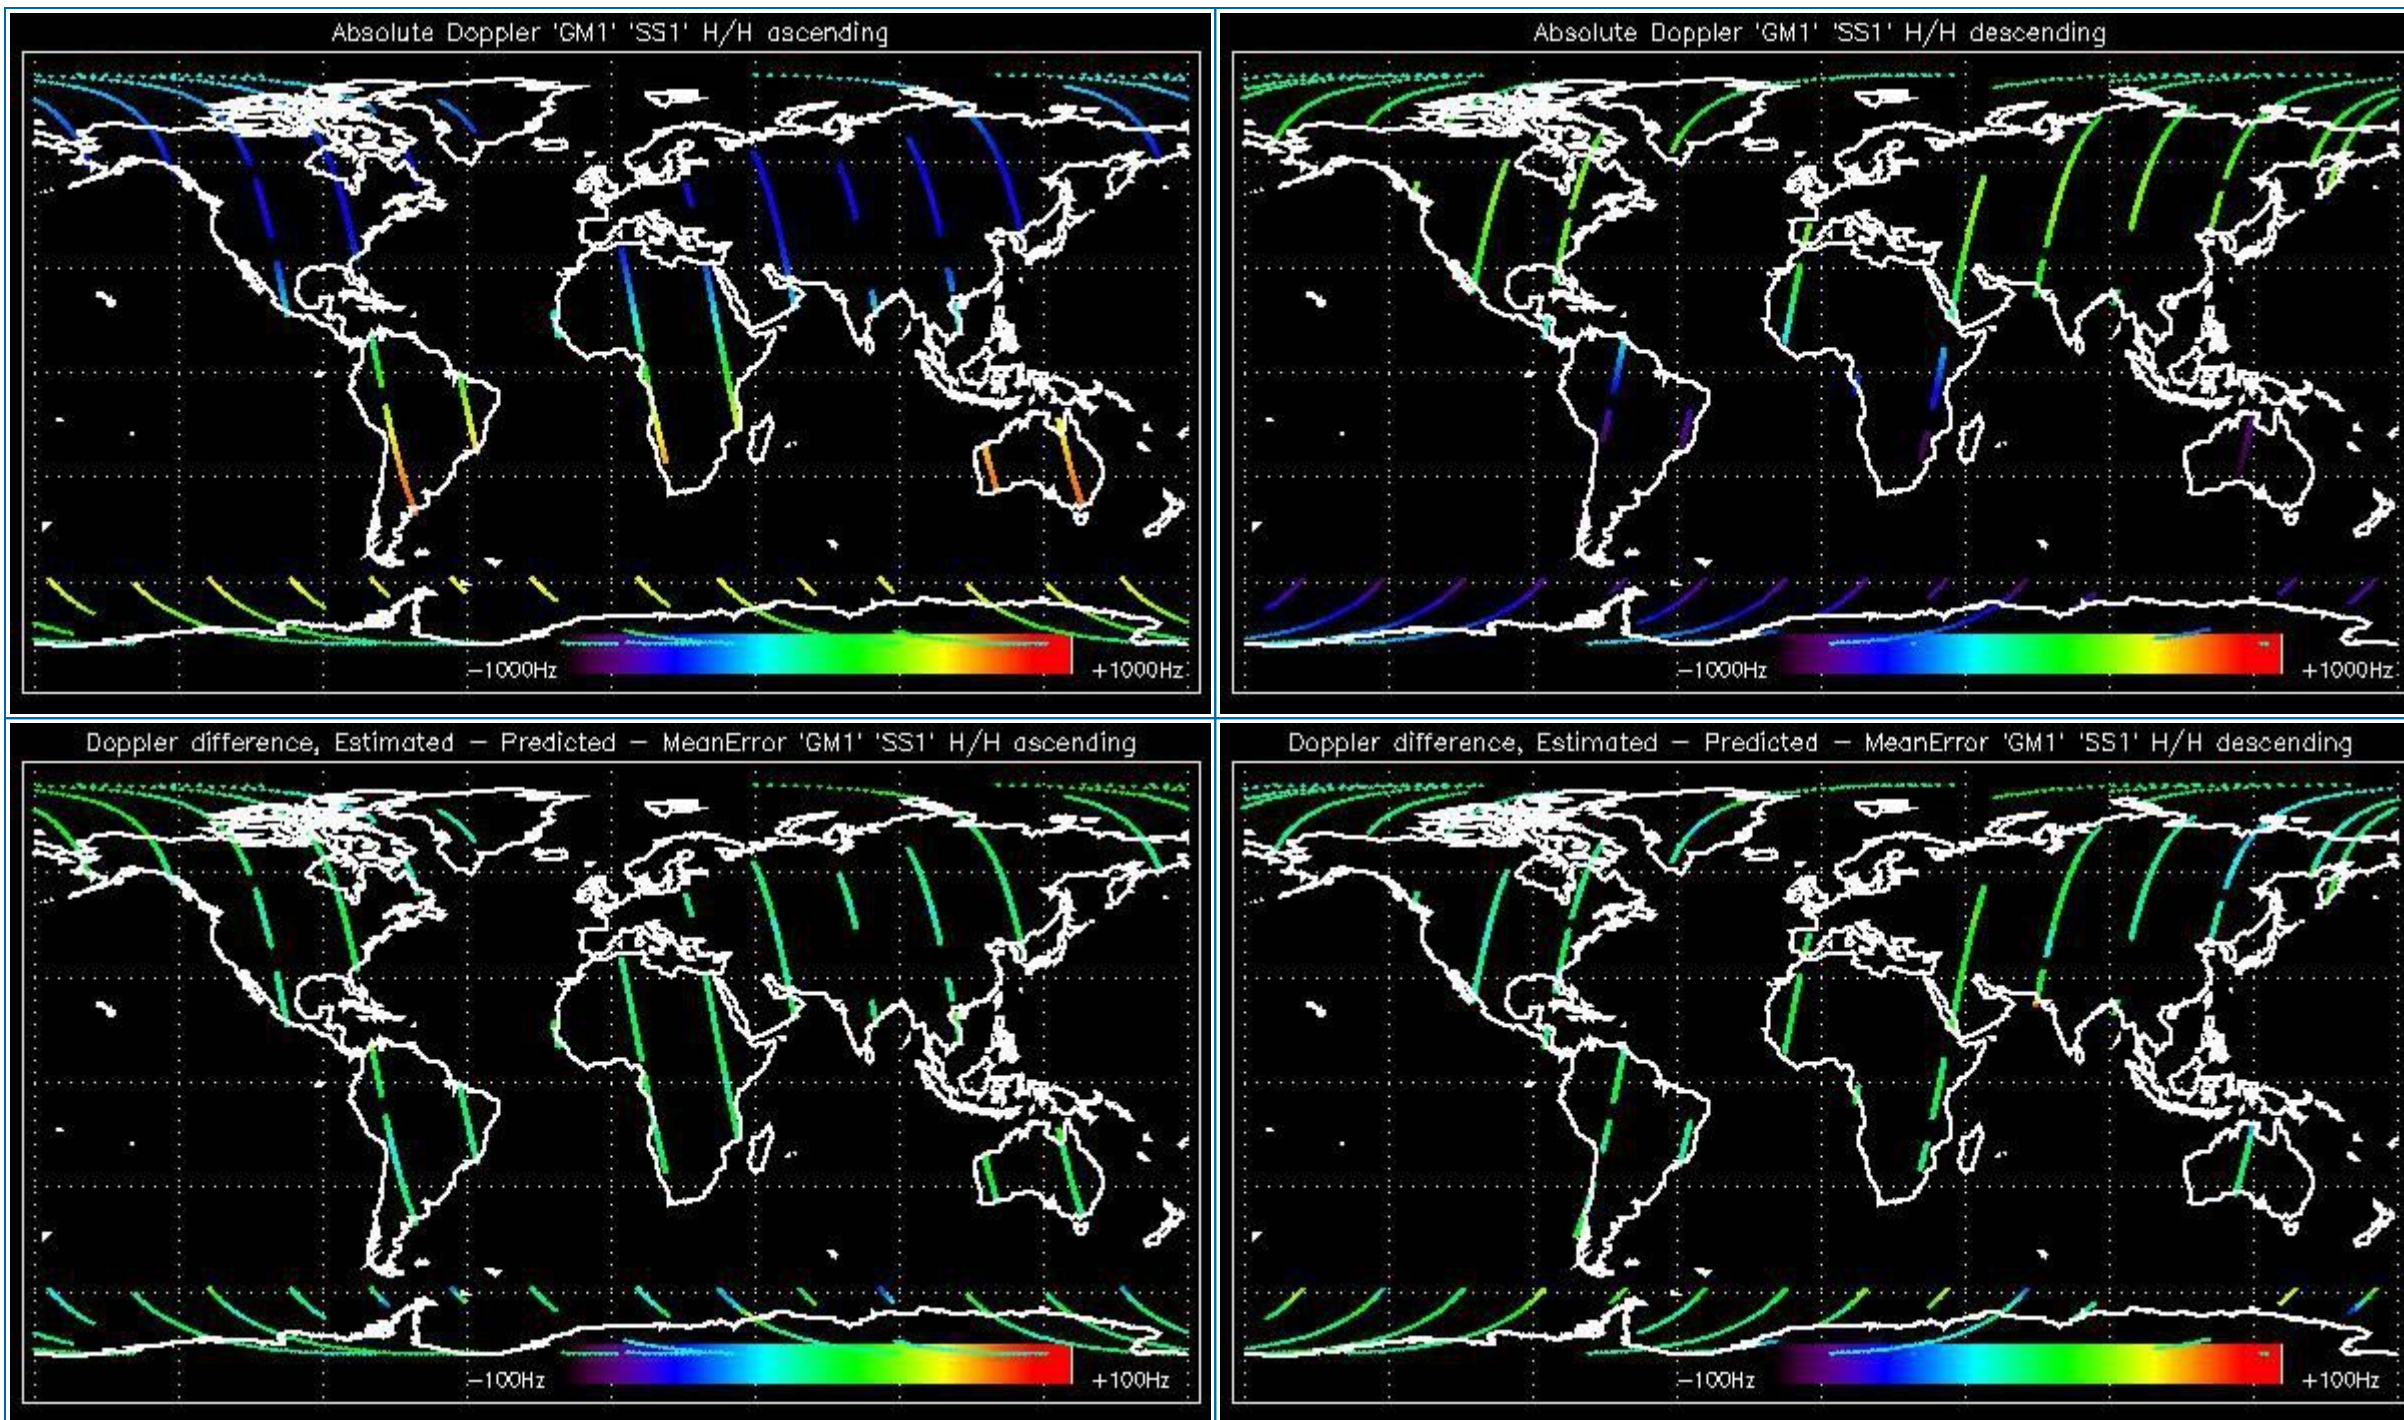 Absolute Doppler 'GM1' 'SS1' H/H ascending
−1000Hz
+1000Hz
Absolute Doppler 'GM1' 'SS1' H/H descending
−1000Hz
+1000Hz
Doppler difference, Estimated − Predicted − MeanError 'GM1' 'SS1' H/H ascending
−100Hz
+100Hz
Doppler difference, Estimated − Predicted − MeanError 'GM1' 'SS1' H/H descending
−100Hz
+100Hz